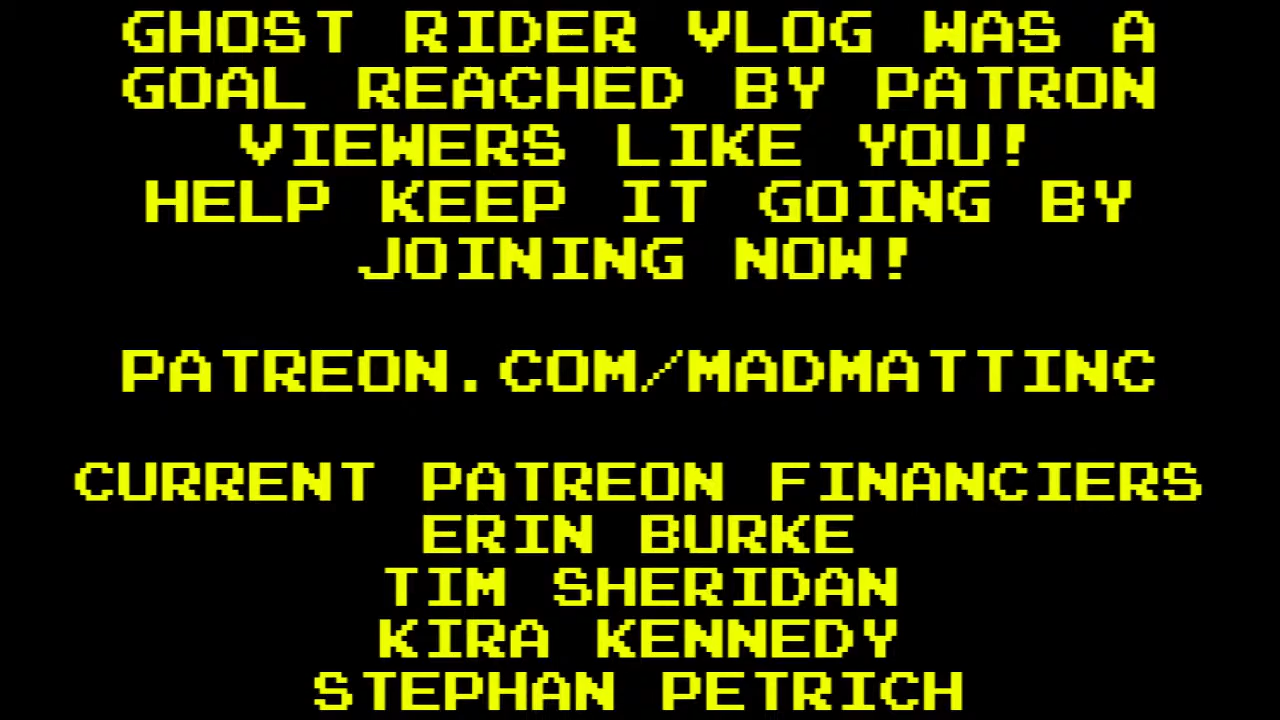 GHOST RIDER VLOG WAS A
GOAL REACHED BY PATRON
VIEWERS LIKE YOU!
HELP KEEP IT GOING BY
JOINING NOW!
PATREON.COM/MADMATTINC
CURRENT PATREON FINANCIERS
ERIN BURKE
TIM SHERIDAN
KIRA KENNEDY
STEPHAN PETRICH